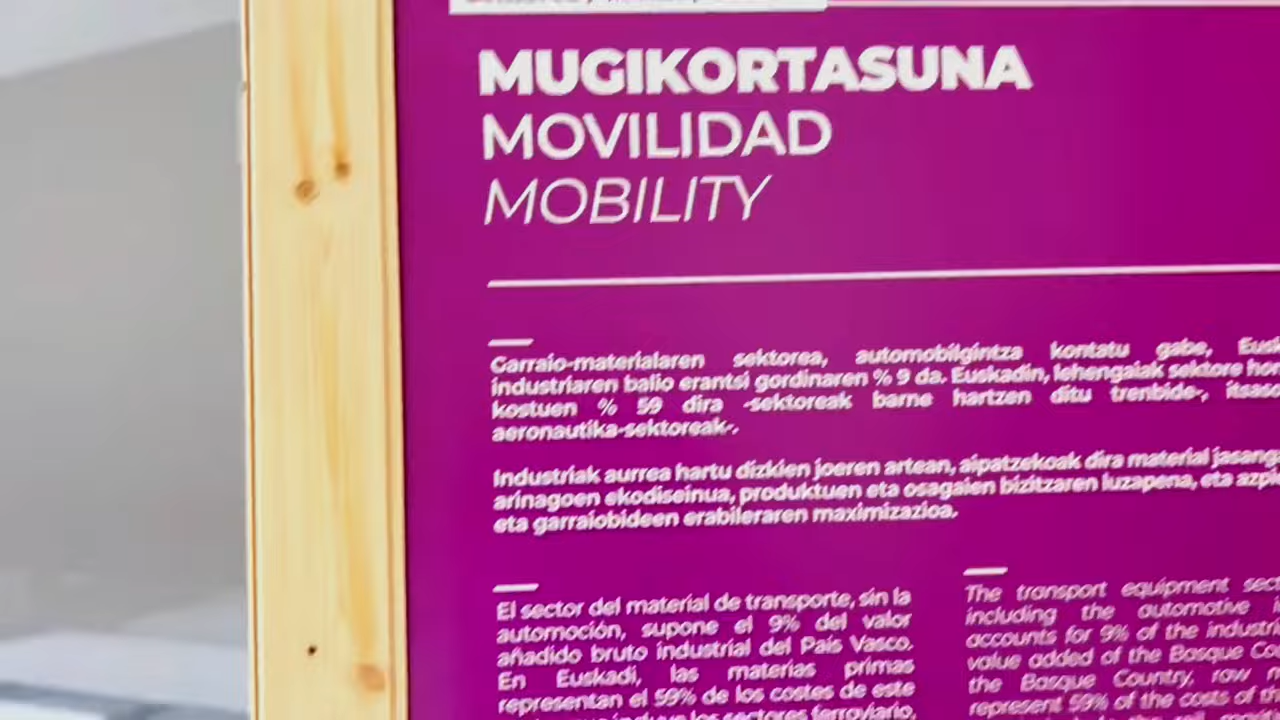 MUGIKORTASUNA
MOVILIDAD
MOBILITY
Garraio-materialaren sektorea, automobilgintza kontatu gabe,
industriaren balio erantsi gordinaren % 9 da. Euskadin, lehengaiak sektore
kostuen % 59 dira -sektoreak barne hartzen ditu trenbide-,
aeronautika-sektoreak-.
Industriak aurrea hartu dizkien joeren artean, aipatzekoak dira material
arinagoen ekodiseinua, produktuen eta osagaien bizitzaren luzapena, eta
eta garraiobideen erabileraren maximizazioa.
El sector del material de transporte, sin la
automoción, supone el 9% del valor
añadido bruto industrial del País Vasco.
En Euskadi, las materias primas
representan el 59% de los costes de este
los sectores ferroviario,
The transport equipment
including the automotive
accounts for 9% of the
value added of the Basque
the Basque Country, row
represent 59% of the costs of